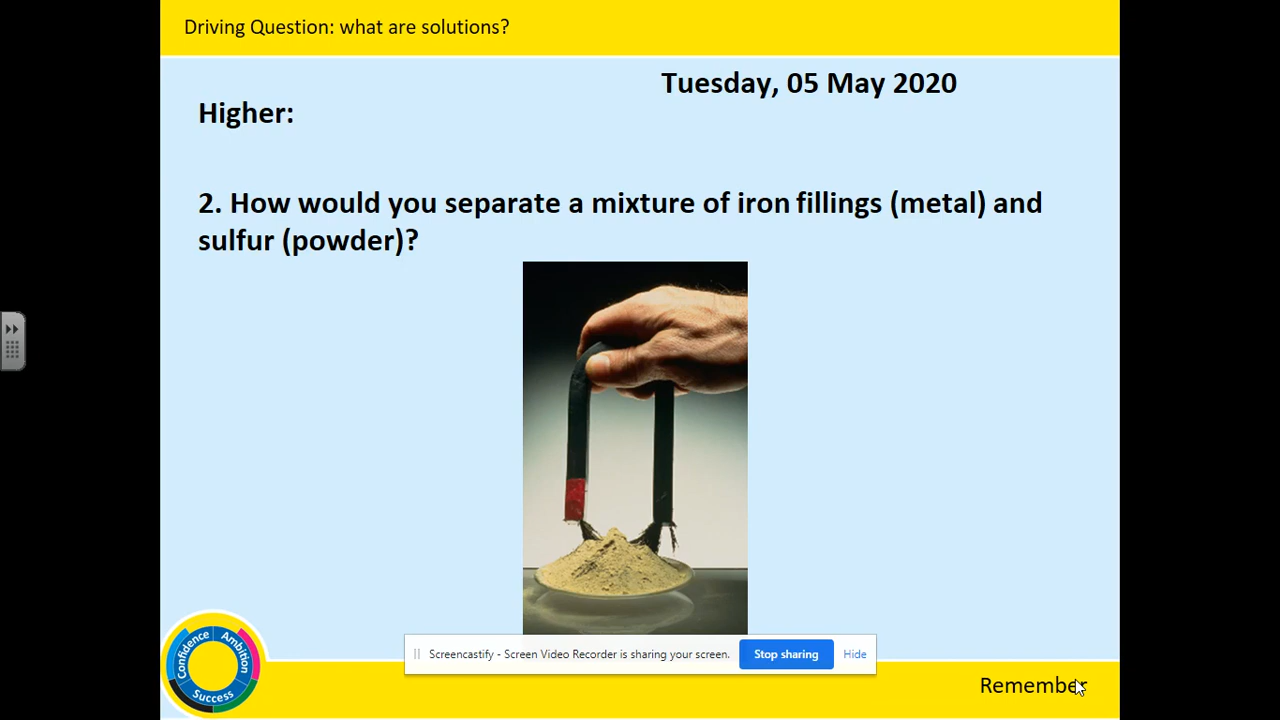 Driving Question: what are solutions?
Tuesday, 05 May 2020
Higher:
2. How would you separate a mixture of iron fillings (metal) and
sulfur (powder)?
Confidence
Ambition
Success
Screencastify - Screen Video Recorder is sharing your screen.
Stop sharing
Hide
Remember